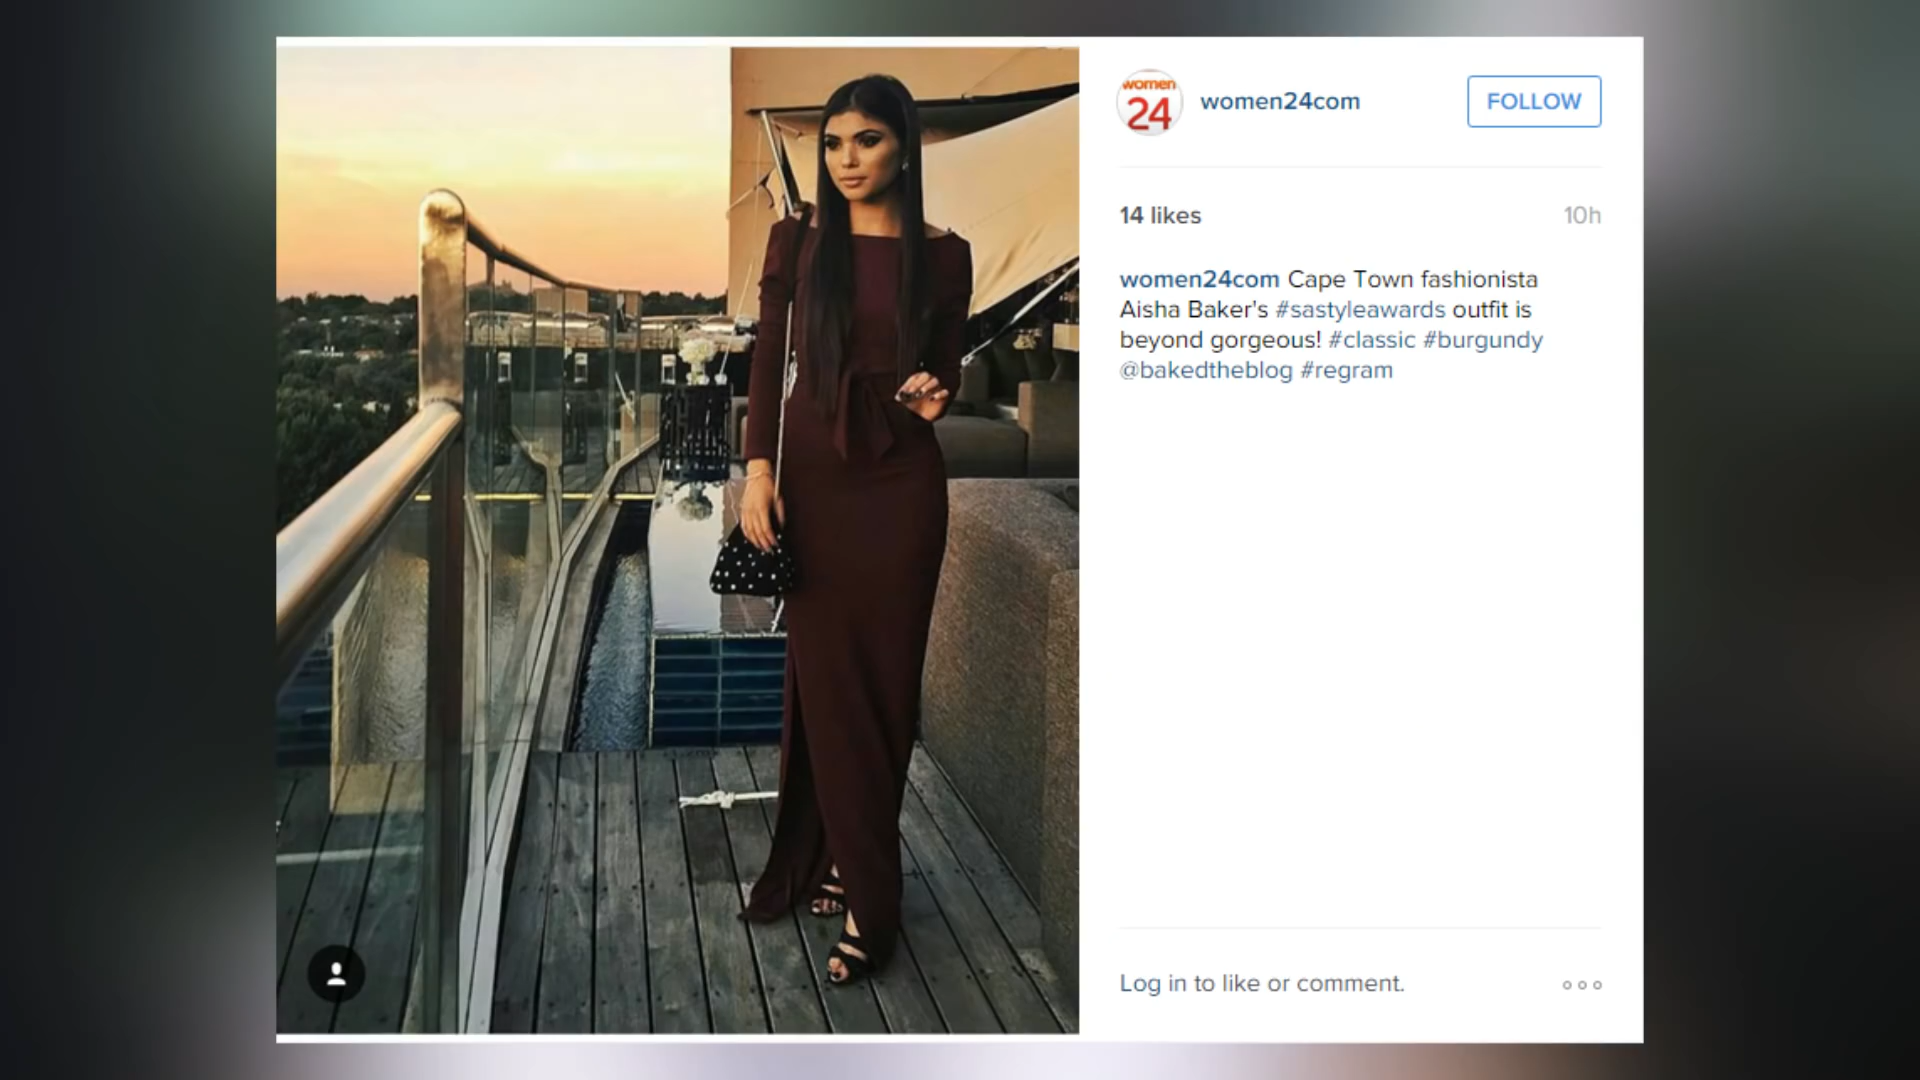 women
24
women24com
FOLLOW
14 likes
10h
women24com Cape Town fashionista
Aisha Baker's #sastyleawards outfit is
beyond gorgeous! #classic #burgundy
@bakedtheblog #regram
Log in to like or comment.